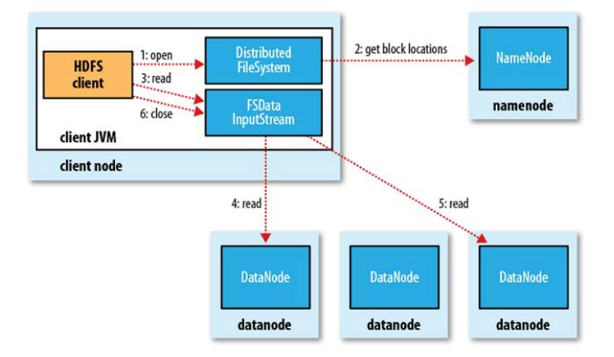 HDFS
client
1: open
3: read
6: close
Distributed
FileSystem
FSData
InputStream
client JVM
client node
2: get block locations
NameNode
namenode
4: read
5: read
DataNode
datanode
DataNode
datanode
DataNode
datanode